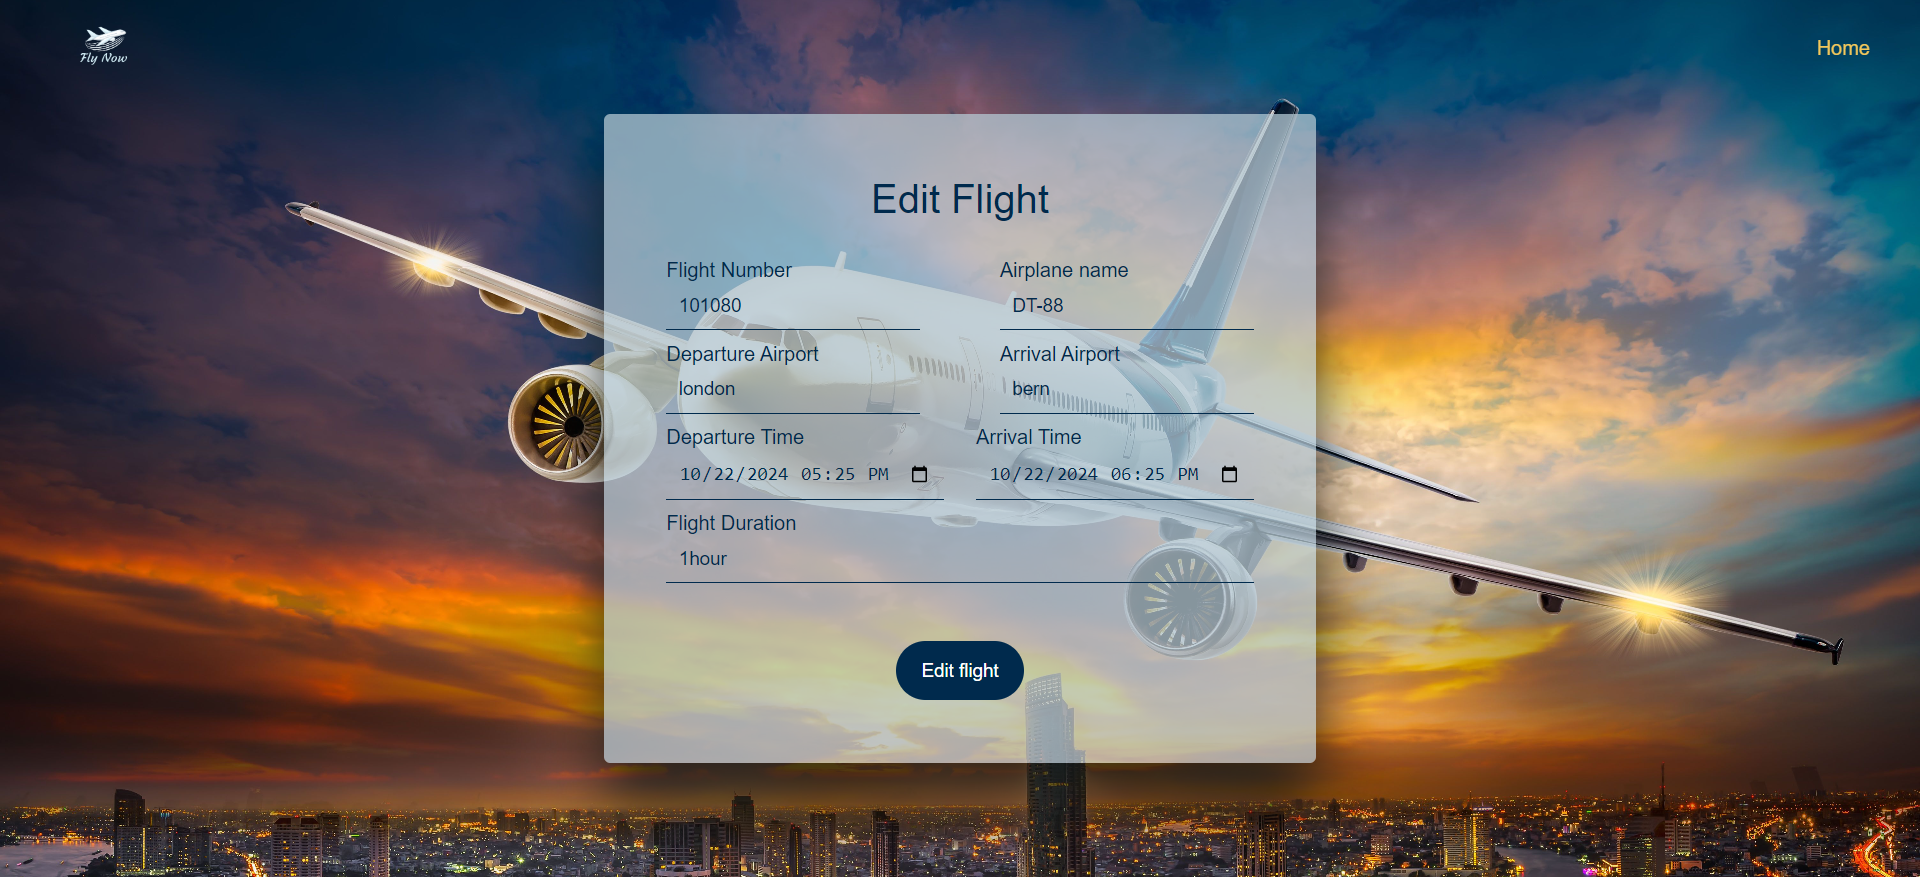 Fly Now
Home
Edit Flight
Flight Number
Airplane name
101080
DT-88
Departure Airport
Arrival Airport
london
bern
Departure Time
Arrival Time
10/22/2024 05:25 PM
10/22/2024 06:25 PM
Flight Duration
1hour
Edit flight